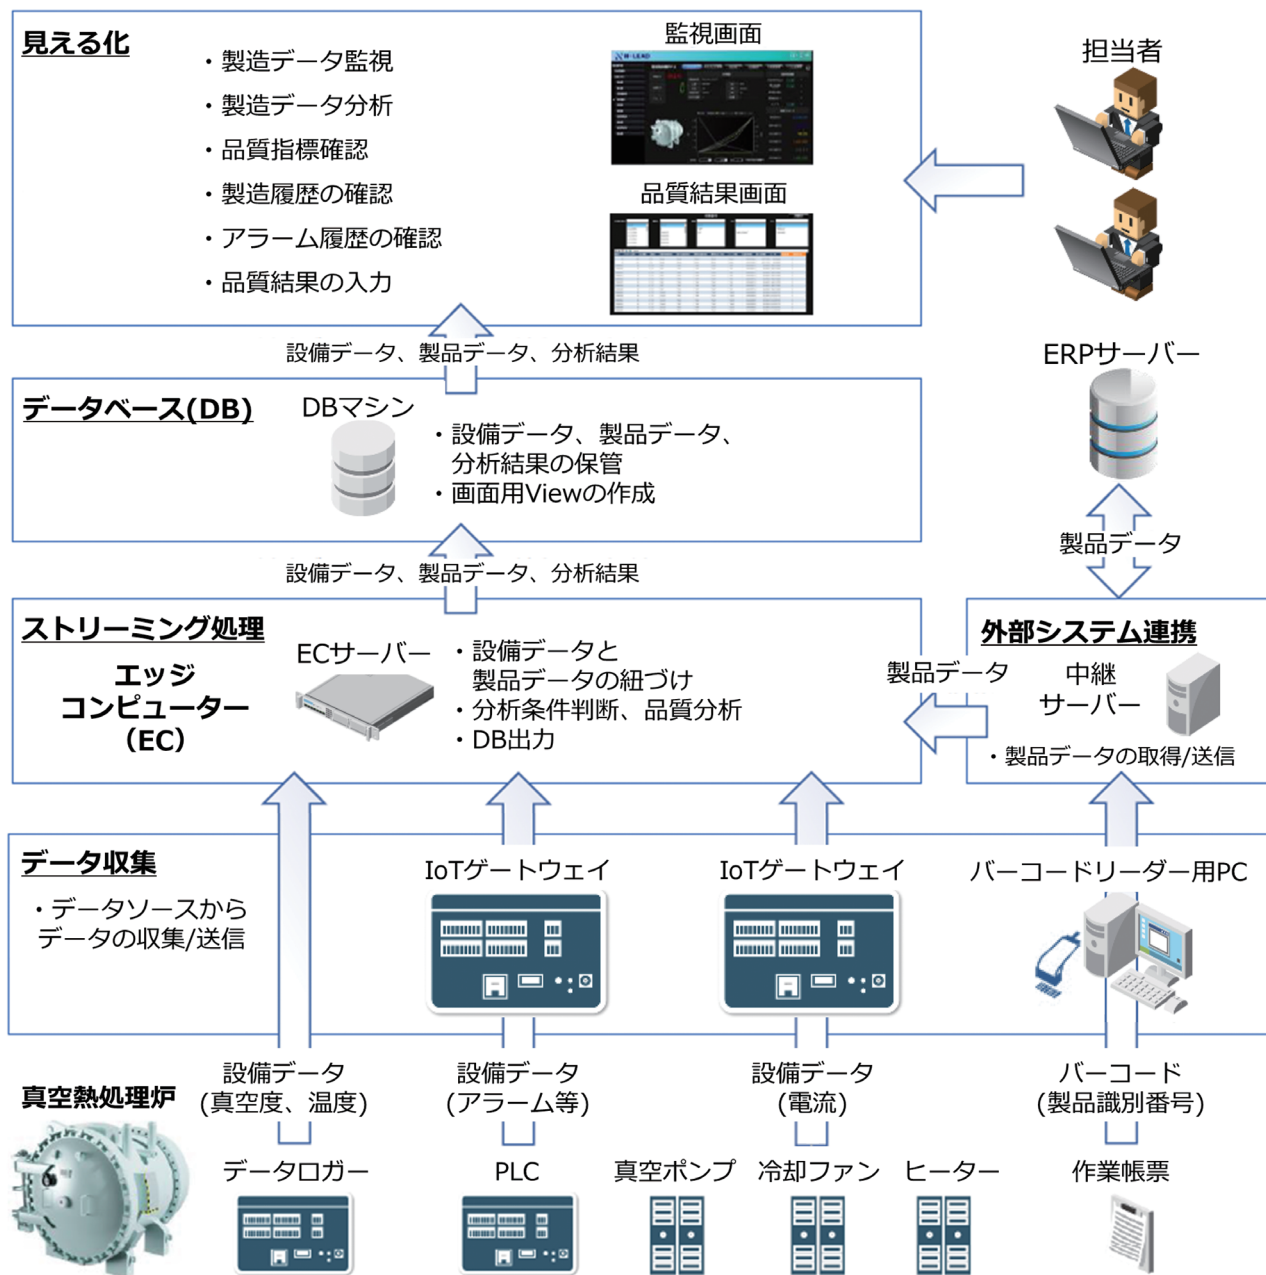 見える化
・製造データ監視
・製造データ分析
・品質指標確認
・製造履歴の確認
・アラーム履歴の確認
・品質結果の入力
監視画面
品質結果画面
担当者
設備データ、製品データ、分析結果
ERPサーバー
データベース(DB)
DBマシン
・設備データ、製品データ、
分析結果の保管
・画面用Viewの作成
製品データ
設備データ、製品データ、分析結果
ストリーミング処理
エッジ
コンピューター
（EC）
ECサーバー
・設備データと
製品データの紐づけ
・分析条件判断、品質分析
・DB出力
製品データ
外部システム連携
中継
サーバー
・製品データの取得/送信
データ収集
・データソースから
データの収集/送信
IoTゲートウェイ
IoTゲートウェイ
バーコードリーダー用PC
真空熱処理炉
設備データ
(真空度、温度)
設備データ
(アラーム等)
設備データ
(電流)
バーコード
(製品識別番号)
データロガー
PLC
真空ポンプ
冷却ファン
ヒーター
作業帳票